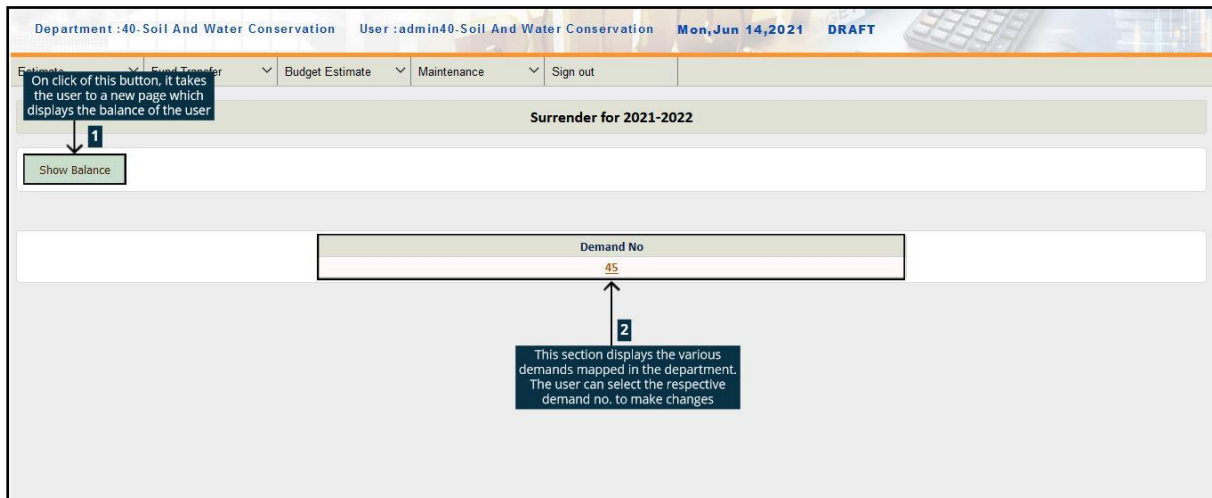 Department :40-Soil And Water Conservation User :admin40-Soil And Water Conservation Mon,Jun 14,2021 DRAFT
Estimate Fund Transfer Budget Estimate Maintenance Sign out
On click of this button, it takes
the user to a new page which
displays the balance of the user
Surrender for 2021-2022
1
Show Balance
Demand No
45
2
This section displays the various
demands mapped in the department.
The user can select the respective
demand no. to make changes